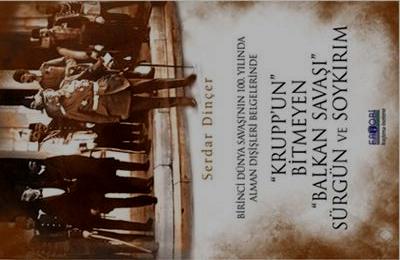 Serdar Dinçer
BİRİNCİ DÜNYA SAVAŞI'NIN 100. YILINDA
ALMAN DIŞİŞLERİ BELGELERİNDE
"KRUPP'UN"
BİTMEYEN
"BALKAN SAVAŞI"
SÜRGÜN VE SOYKIRIM